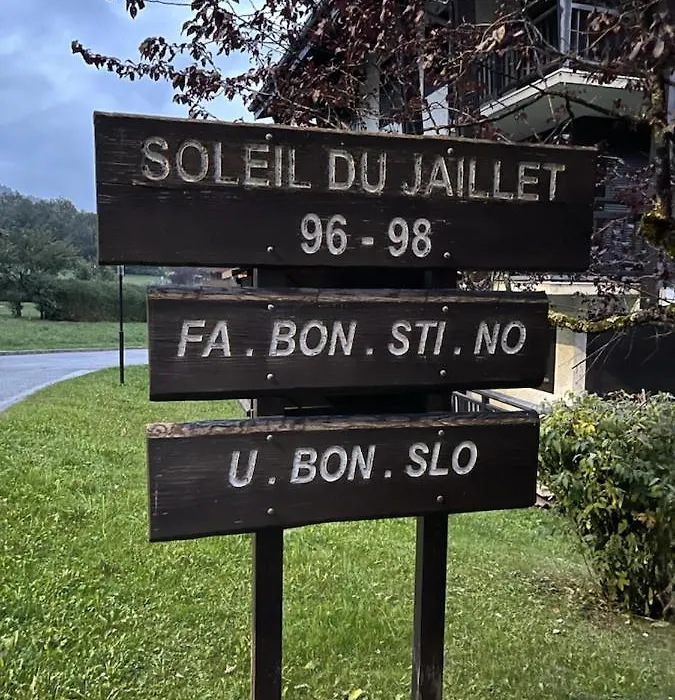 SOLEIL DU JAILLET
96 - 98
FA . BON . STI . NO
U . BON . SLO